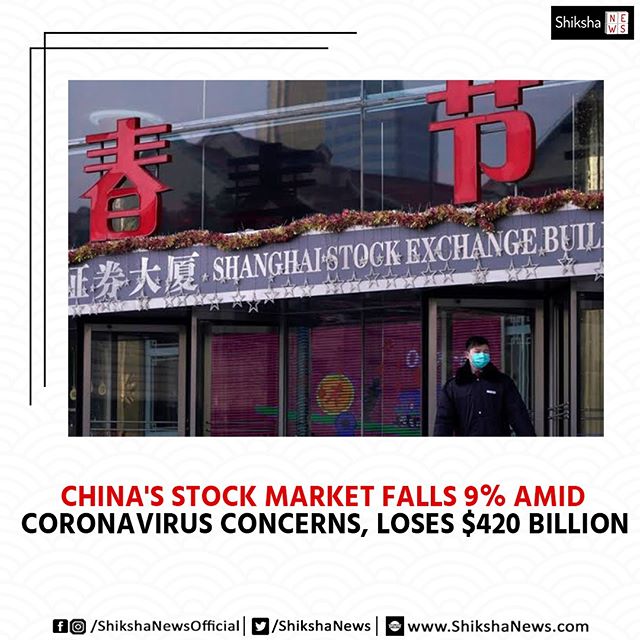 Shiksha NEWS
春 节
证券大厦 SHANGHAI STOCK EXCHANGE BUIL
CHINA'S STOCK MARKET FALLS 9% AMID
CORONAVIRUS CONCERNS, LOSES $420 BILLION
/ShikshaNewsOfficial | /ShikshaNews | www.ShikshaNews.com